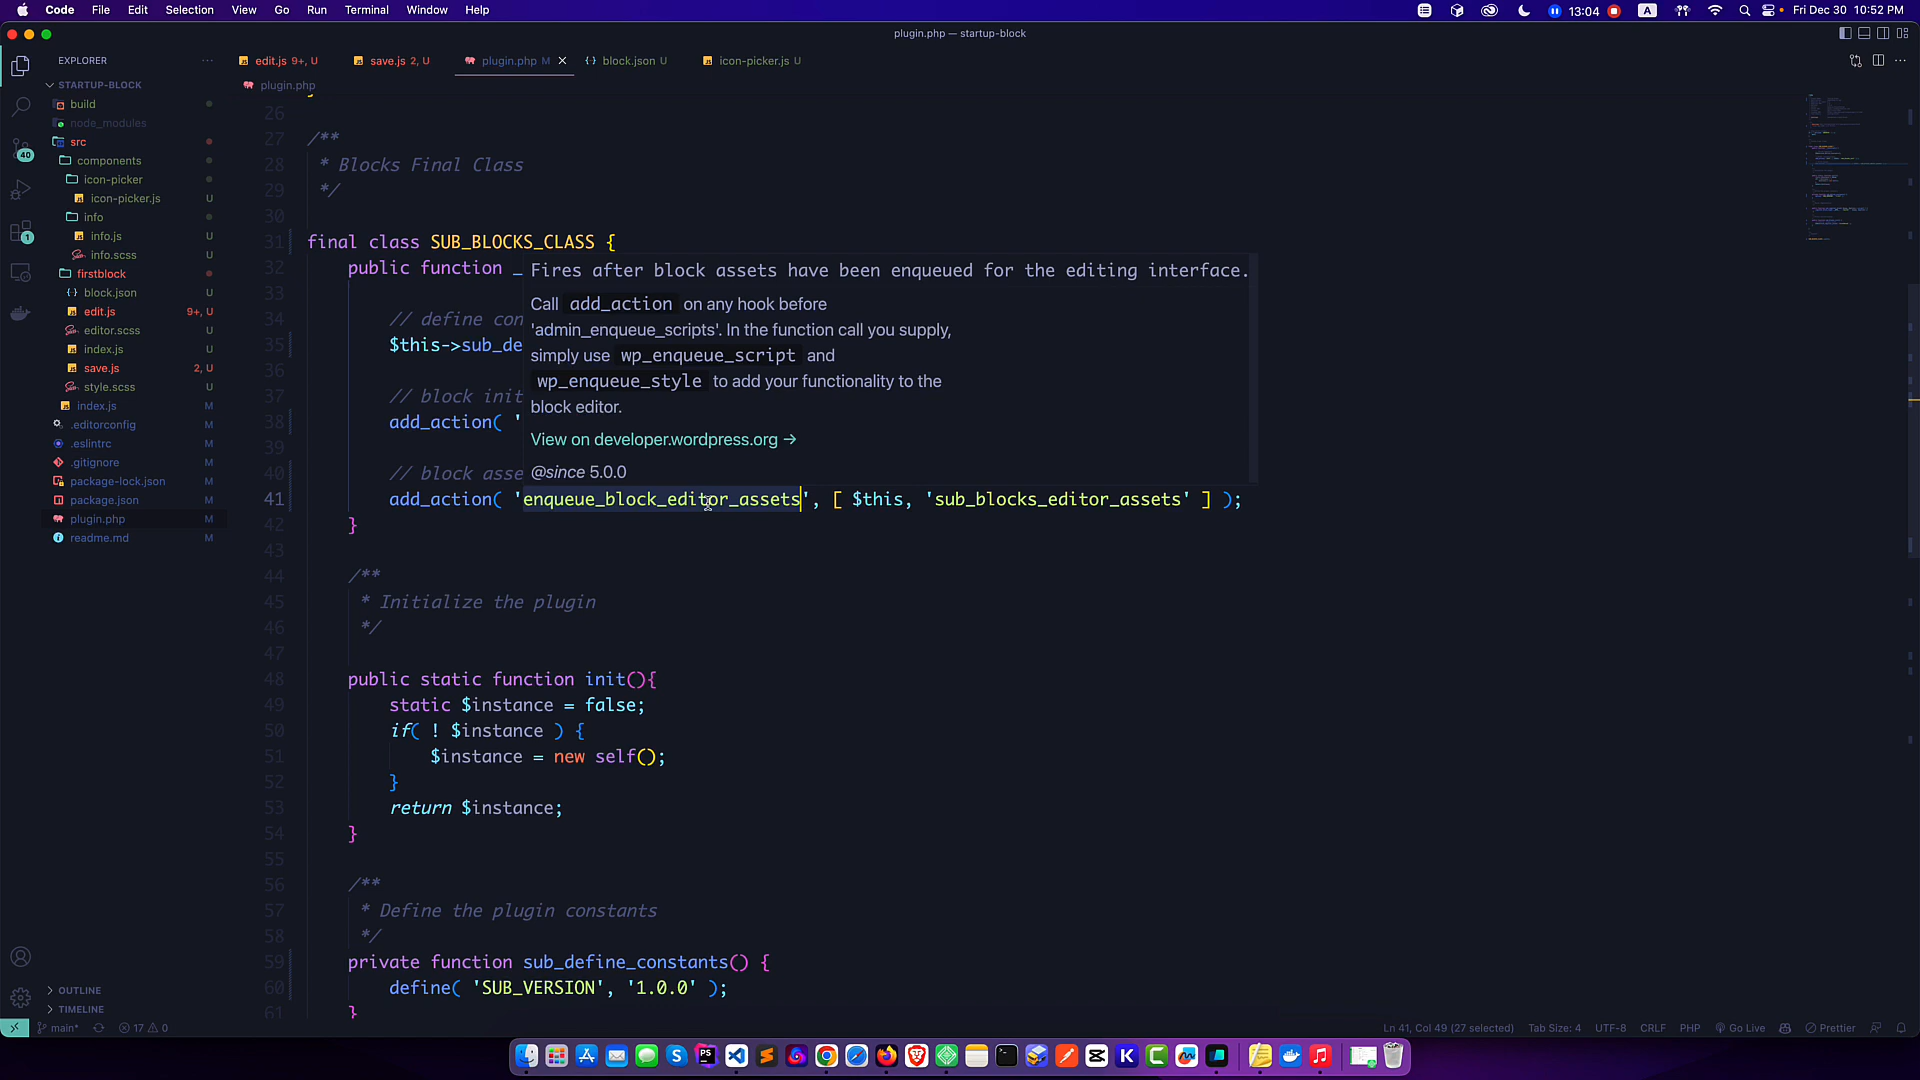 Code File Edit Selection View Go Run Terminal Window Help 13:04 A Fri Dec 30 10:52 PM
plugin.php — startup-block
EXPLORER
edit.js 9+, U save.js 2, U plugin.php M block.json U icon-picker.js U
STARTUP-BLOCK
plugin.php
build
node_modules
src
components
icon-picker
icon-picker.js U
info
info.js U
info.scss U
firstblock
block.json U
edit.js 9+, U
editor.scss U
index.js U
save.js 2, U
style.scss U
index.js M
.editorconfig M
.eslintrc M
.gitignore M
package-lock.json M
package.json M
plugin.php M
readme.md M
OUTLINE
TIMELINE
40
1
26
27 /**
28 * Blocks Final Class
29 */
30
31 final class SUB_BLOCKS_CLASS {
32 public function _
33
34 // define con
35 $this->sub_de
36
37 // block init
38 add_action( '
39
40 // block asse
Fires after block assets have been enqueued for the editing interface.
Call add_action on any hook before
'admin_enqueue_scripts'. In the function call you supply,
simply use wp_enqueue_script and
wp_enqueue_style to add your functionality to the
block editor.
View on developer.wordpress.org →
@since 5.0.0
41 add_action( 'enqueue_block_editor_assets', [ $this, 'sub_blocks_editor_assets' ] );
42 }
43
44 /**
45 * Initialize the plugin
46 */
47
48 public static function init(){
49 static $instance = false;
50 if( ! $instance ) {
51 $instance = new self();
52 }
53 return $instance;
54 }
55
56 /**
57 * Define the plugin constants
58 */
59 private function sub_define_constants() {
60 define( 'SUB_VERSION', '1.0.0' );
61 }
main* 17 0 Ln 41, Col 49 (27 selected) Tab Size: 4 UTF-8 CRLF PHP Go Live Prettier